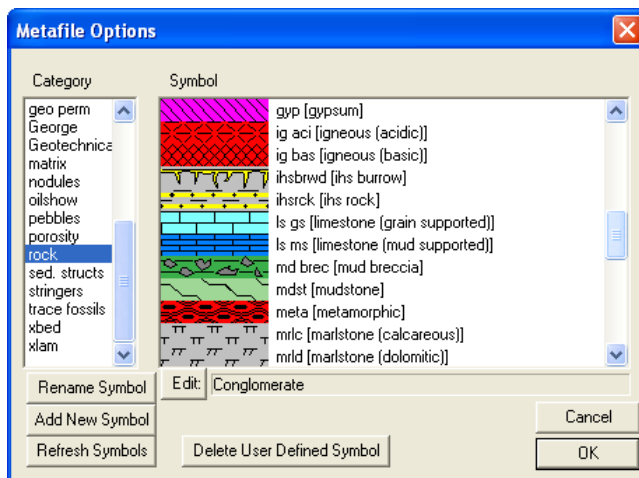 Metafile Options
Category
Symbol
geo perm
George
Geotechnica
matrix
nodules
oilshow
pebbles
porosity
rock
sed. structs
stringers
trace fossils
xbed
xlam
gyp [gypsum]
ig aci [igneous (acidic)]
ig bas [igneous (basic)]
ihsbrwd [ihs burrow]
ihsrck [ihs rock]
ls gs [limestone (grain supported)]
ls ms [limestone (mud supported)]
md brec [mud breccia]
mdst [mudstone]
meta [metamorphic]
mrlc [marlstone (calcareous)]
mrld [marlstone (dolomitic)]
Rename Symbol
Edit:
Conglomerate
Add New Symbol
Cancel
Refresh Symbols
Delete User Defined Symbol
OK